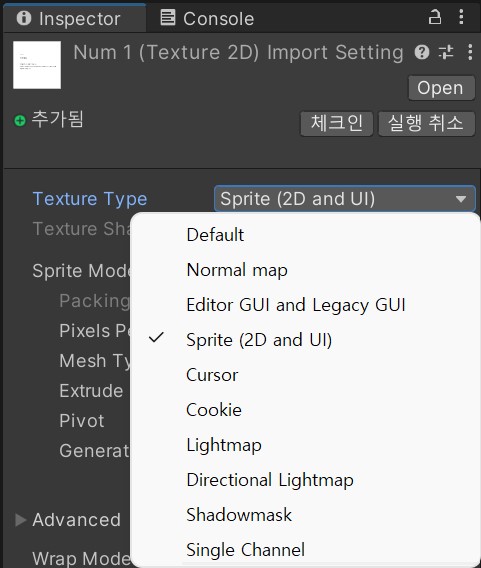 Inspector
Console
Num 1 (Texture 2D) Import Setting
Open
추가됨
체크인
실행 취소
Texture Type
Sprite (2D and UI)
Texture Sha
Default
Normal map
Sprite Mode
Packing
Editor GUI and Legacy GUI
Pixels Pe
Sprite (2D and UI)
Mesh Ty
Cursor
Extrude
Cookie
Pivot
Lightmap
Generat
Directional Lightmap
Advanced
Shadowmask
Wrap Mode
Single Channel